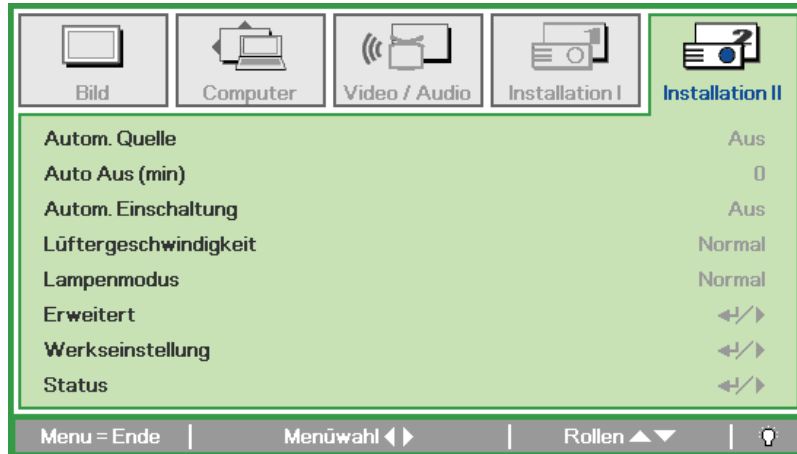 Bild Computer Video / Audio Installation I Installation II
Autom. Quelle Aus
Auto Aus (min) 0
Autom. Einschaltung Aus
Lüftergeschwindigkeit Normal
Lampenmodus Normal
Erweitert
Werkseinstellung
Status
Menu = Ende | Menüwahl | Rollen |